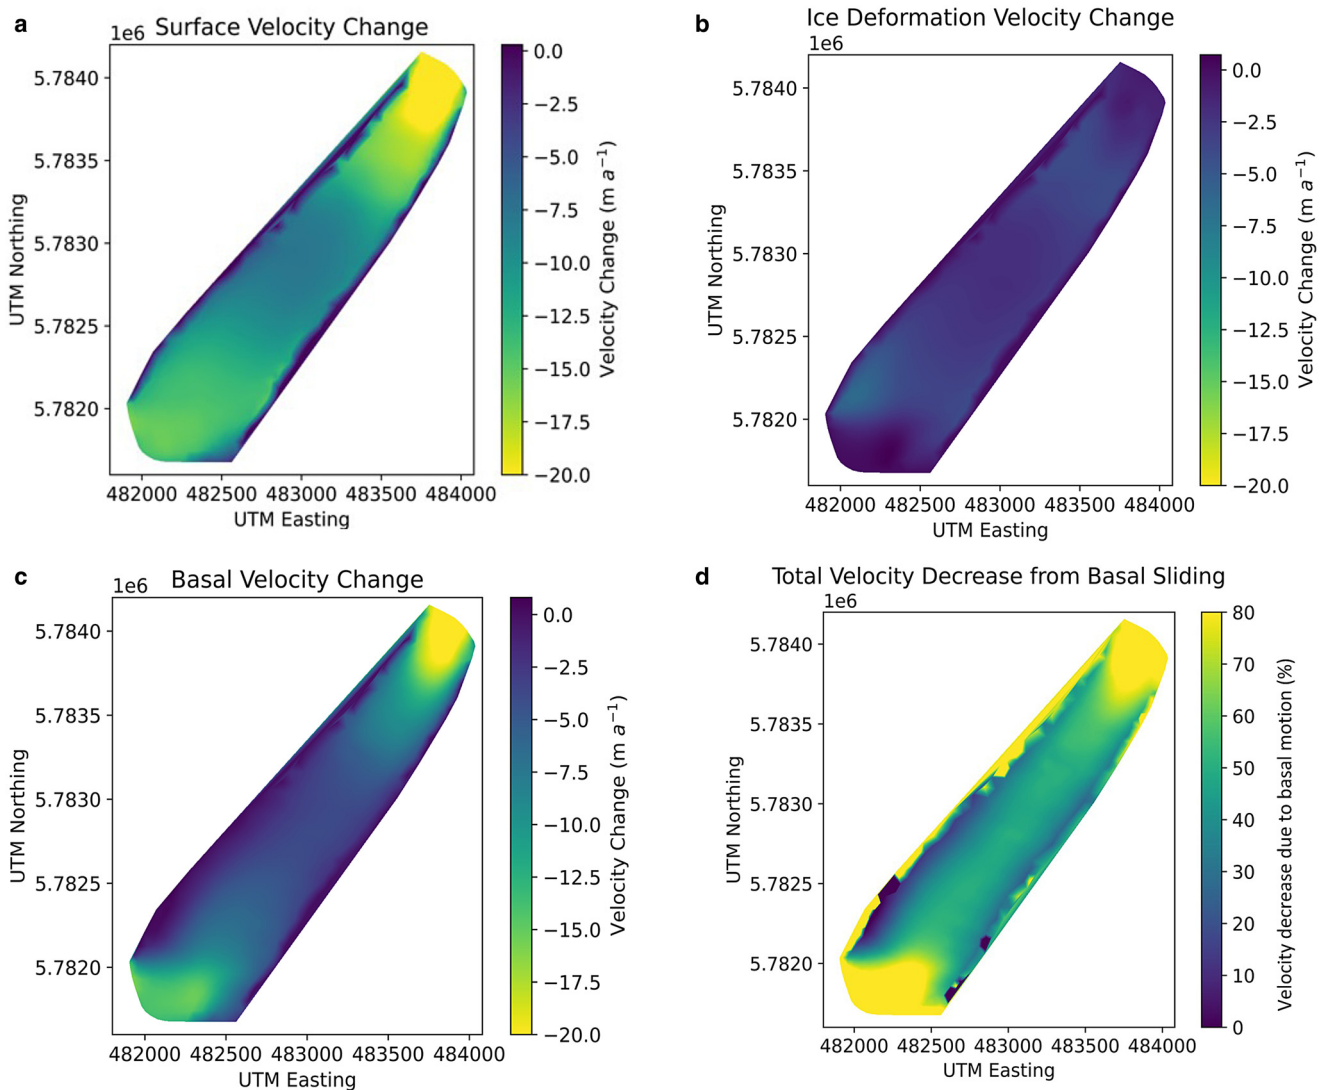 a
Surface Velocity Change
1e6
5.7840
5.7835
5.7830
5.7825
5.7820
UTM Northing
482000 482500 483000 483500 484000
UTM Easting
0.0
−2.5
−5.0
−7.5
−10.0
−12.5
−15.0
−17.5
−20.0
Velocity Change (m a⁻¹)
b
Ice Deformation Velocity Change
1e6
5.7840
5.7835
5.7830
5.7825
5.7820
UTM Northing
482000 482500 483000 483500 484000
UTM Easting
0.0
−2.5
−5.0
−7.5
−10.0
−12.5
−15.0
−17.5
−20.0
Velocity Change (m a⁻¹)
c
Basal Velocity Change
1e6
5.7840
5.7835
5.7830
5.7825
5.7820
UTM Northing
482000 482500 483000 483500 484000
UTM Easting
0.0
−2.5
−5.0
−7.5
−10.0
−12.5
−15.0
−17.5
−20.0
Velocity Change (m a⁻¹)
d
Total Velocity Decrease from Basal Sliding
1e6
5.7840
5.7835
5.7830
5.7825
5.7820
UTM Northing
482000 482500 483000 483500 484000
UTM Easting
80
70
60
50
40
30
20
10
0
Velocity decrease due to basal motion (%)